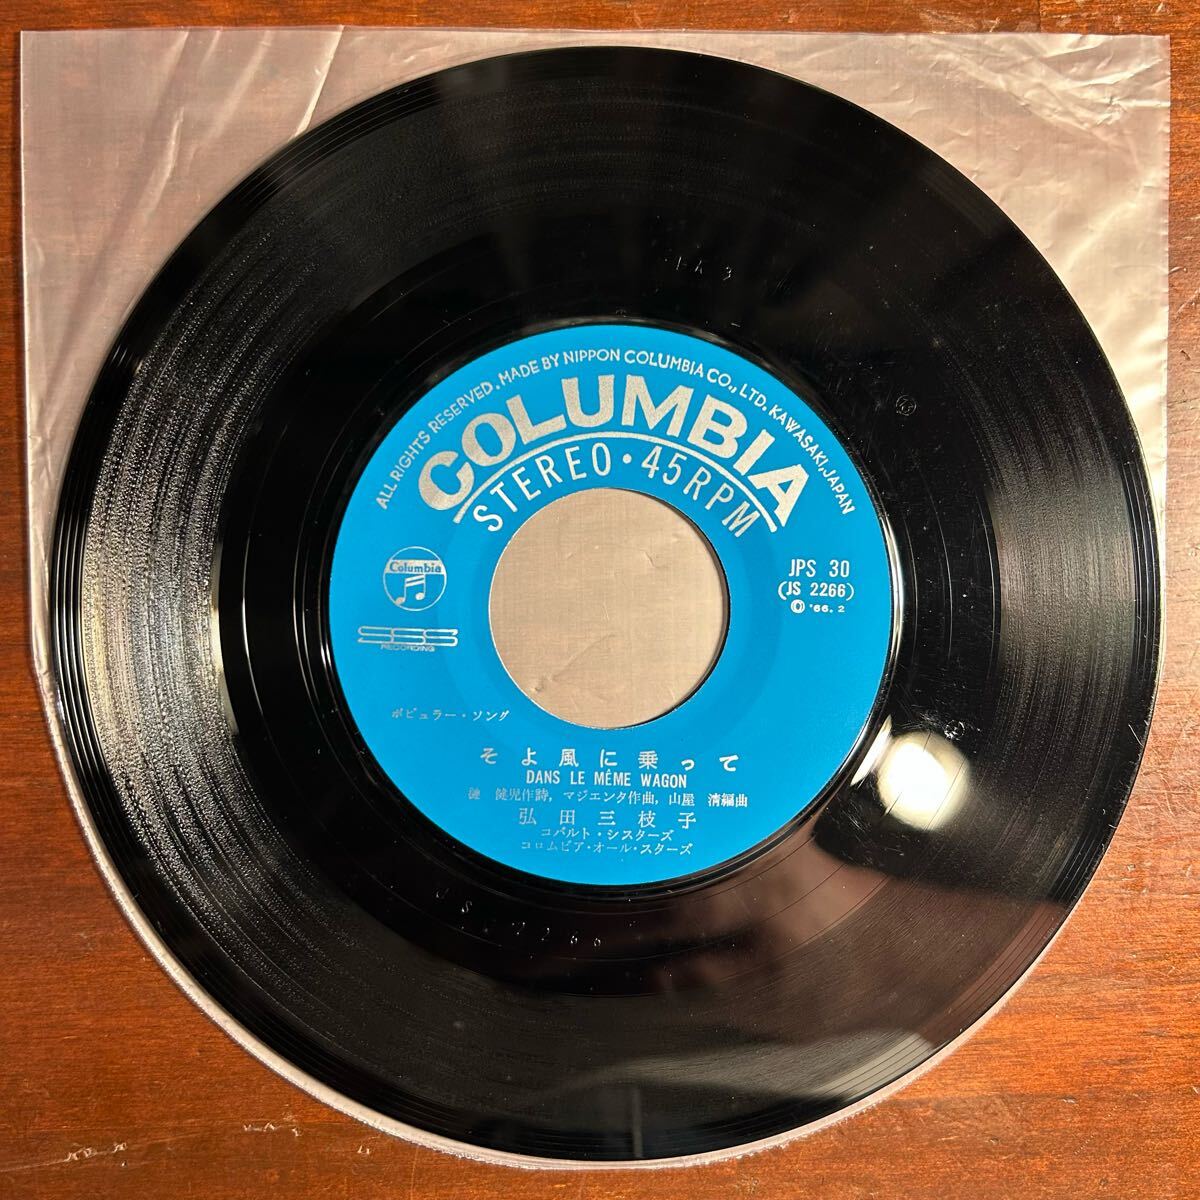 ALL RIGHTS RESERVED. MADE BY NIPPON COLUMBIA CO., LTD. KAWASAKI, JAPAN
COLUMBIA
STEREO・45RPM
Columbia
JPS 30
(JS 2266)
Ⓟ '66. 2
SSS
RECORDING
ポピュラー・ソング
そよ風に乗って
DANS LE MÊME WAGON
漣 健児作詩, マジエンタ作曲, 山屋 清編曲
弘田三枝子
コバルト・シスターズ
コロムビア・オール・スターズ
JS 2266